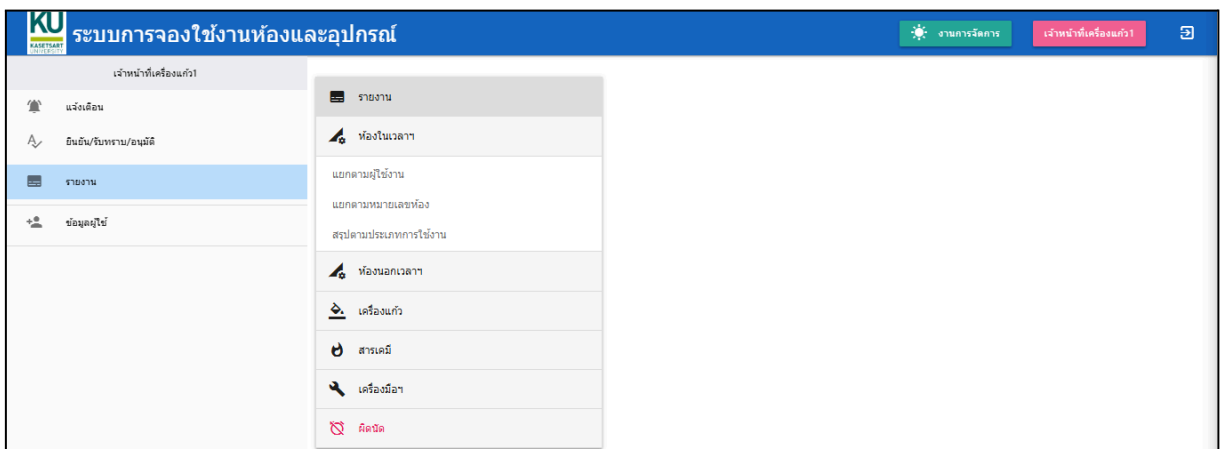 KU
KASETSART
UNIVERSITY
ระบบการจองใช้งานห้องและอุปกรณ์
งานการจัดการ
เจ้าหน้าที่เครื่องแก้ว1
เจ้าหน้าที่เครื่องแก้ว1
แจ้งเตือน
ยืนยัน/รับทราบ/อนุมัติ
รายงาน
ข้อมูลผู้ใช้
รายงาน
ห้องในเวลาฯ
แยกตามผู้ใช้งาน
แยกตามหมายเลขห้อง
สรุปตามประเภทการใช้งาน
ห้องนอกเวลาฯ
เครื่องแก้ว
สารเคมี
เครื่องมือฯ
ผิดนัด